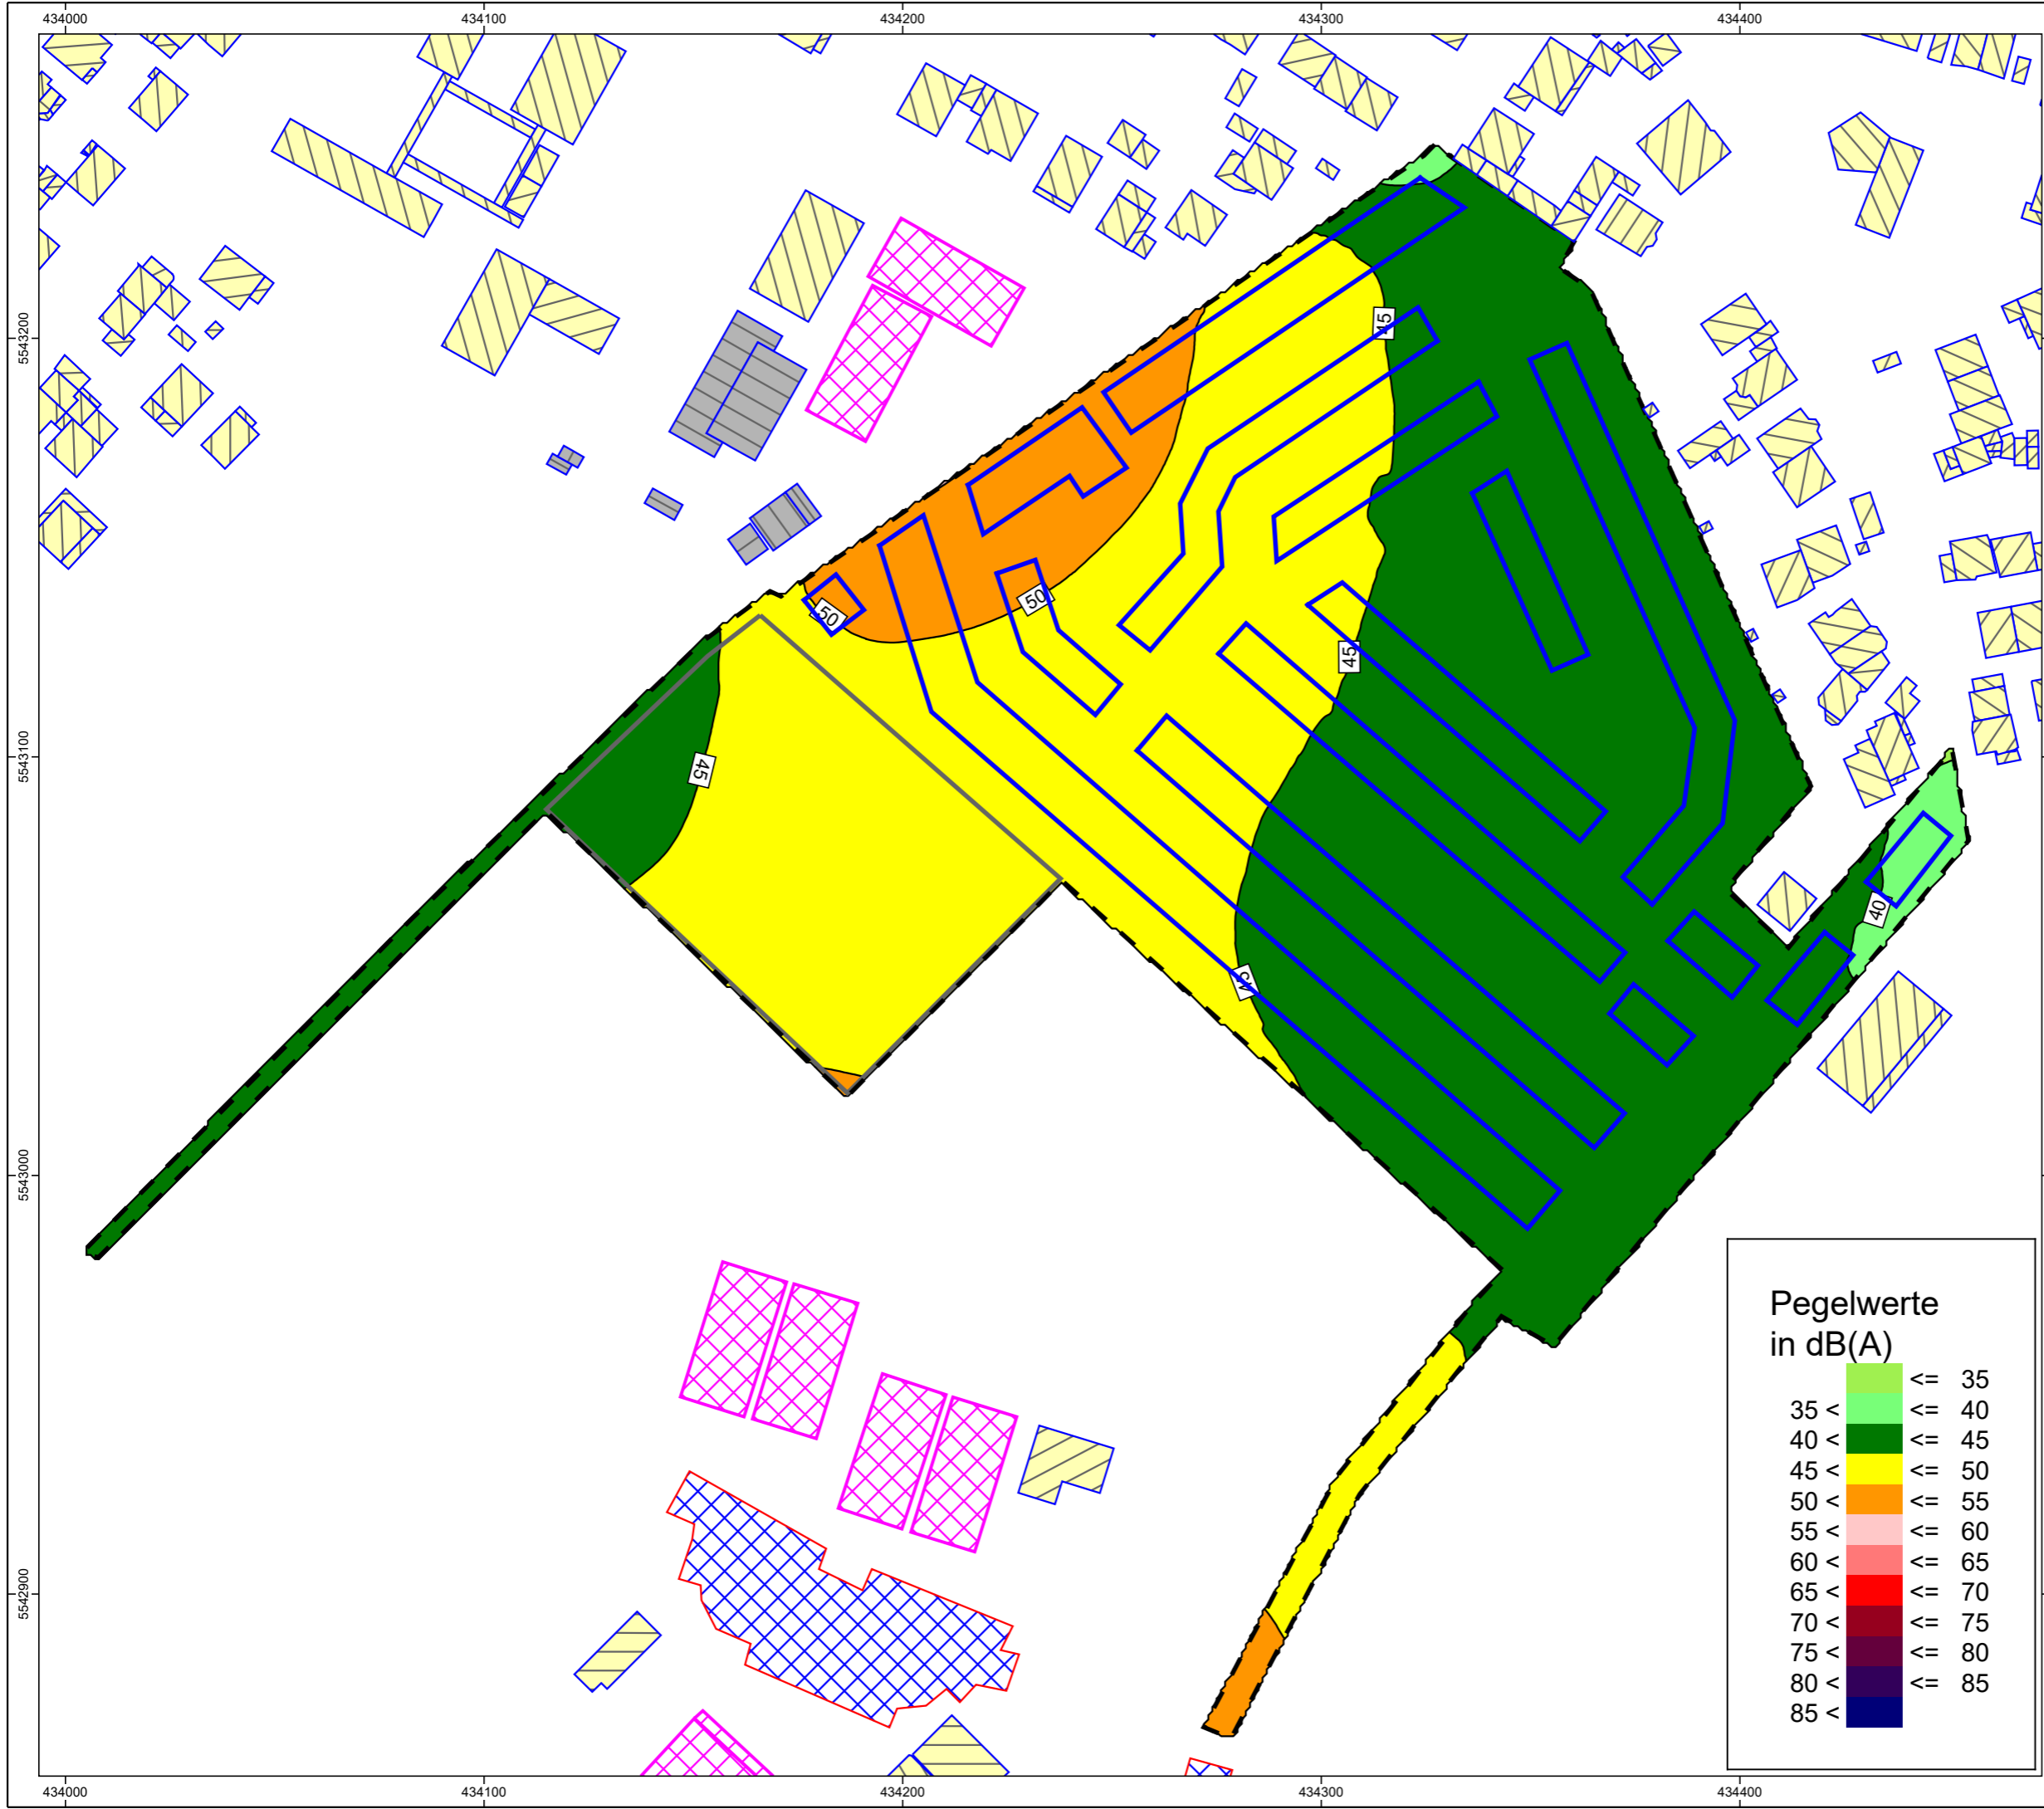 434000 434100 434200 434300 434400
5543200
5543100
5543000
5542900
45
50
50
45
45
40
45
Pegelwerte
in dB(A)
<= 35
35 < <= 40
40 < <= 45
45 < <= 50
50 < <= 55
55 < <= 60
60 < <= 65
65 < <= 70
70 < <= 75
75 < <= 80
80 < <= 85
85 <
434000 434100 434200 434300 434400